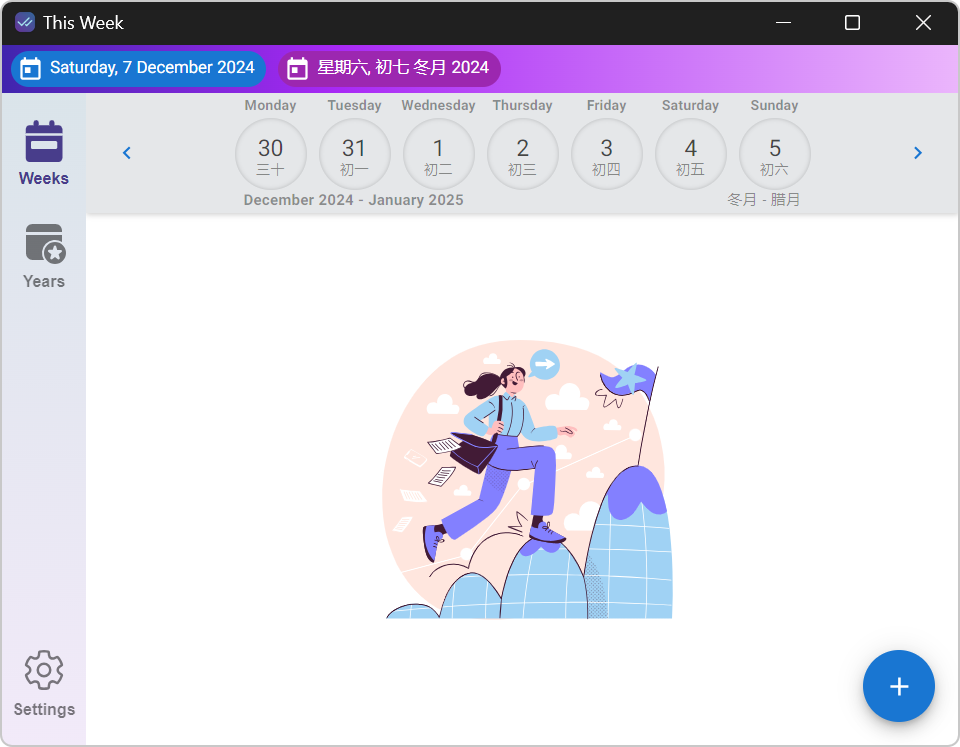 This Week
Saturday, 7 December 2024
星期六, 初七 冬月 2024
Monday Tuesday Wednesday Thursday Friday Saturday Sunday
30 31 1 2 3 4 5
三十 初一 初二 初三 初四 初五 初六
December 2024 - January 2025
冬月 - 腊月
Weeks
Years
Settings